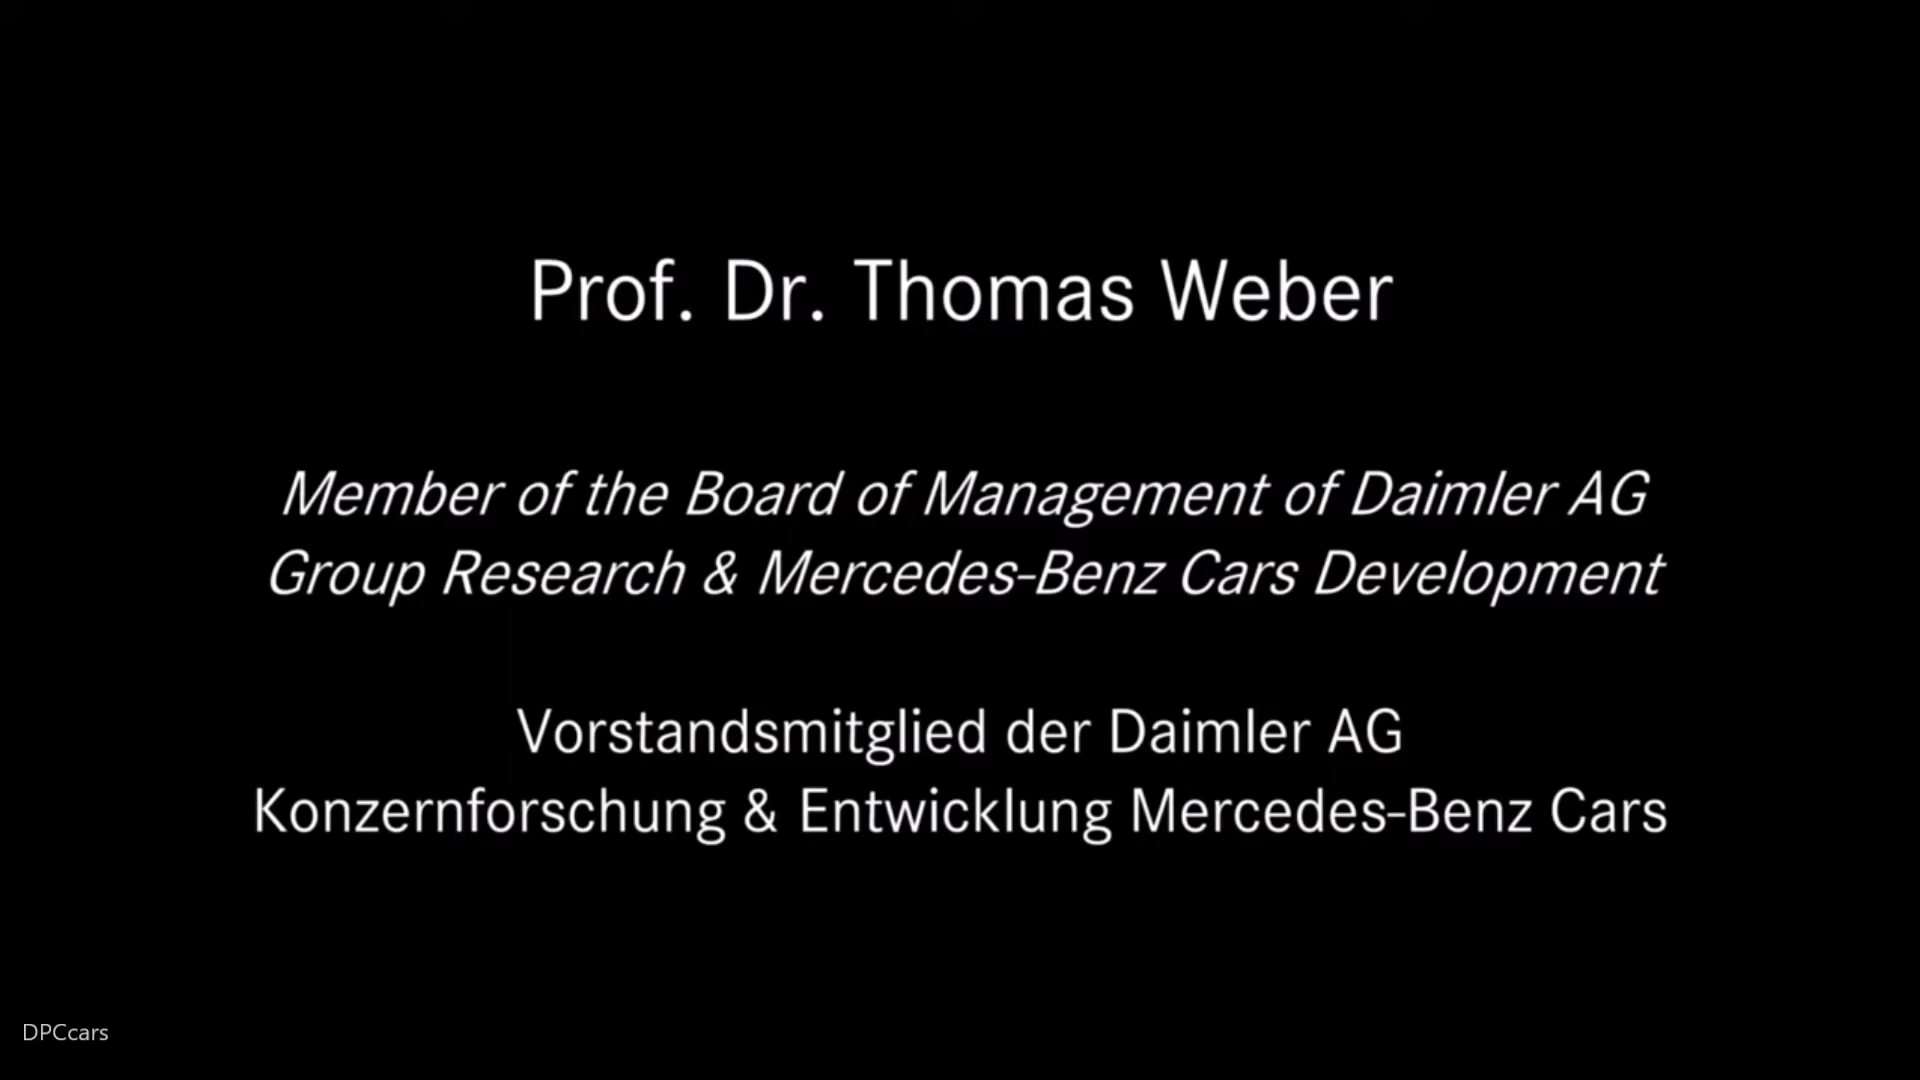 Prof. Dr. Thomas Weber
Member of the Board of Management of Daimler AG
Group Research & Mercedes-Benz Cars Development
Vorstandsmitglied der Daimler AG
Konzernforschung & Entwicklung Mercedes-Benz Cars
DPCcars